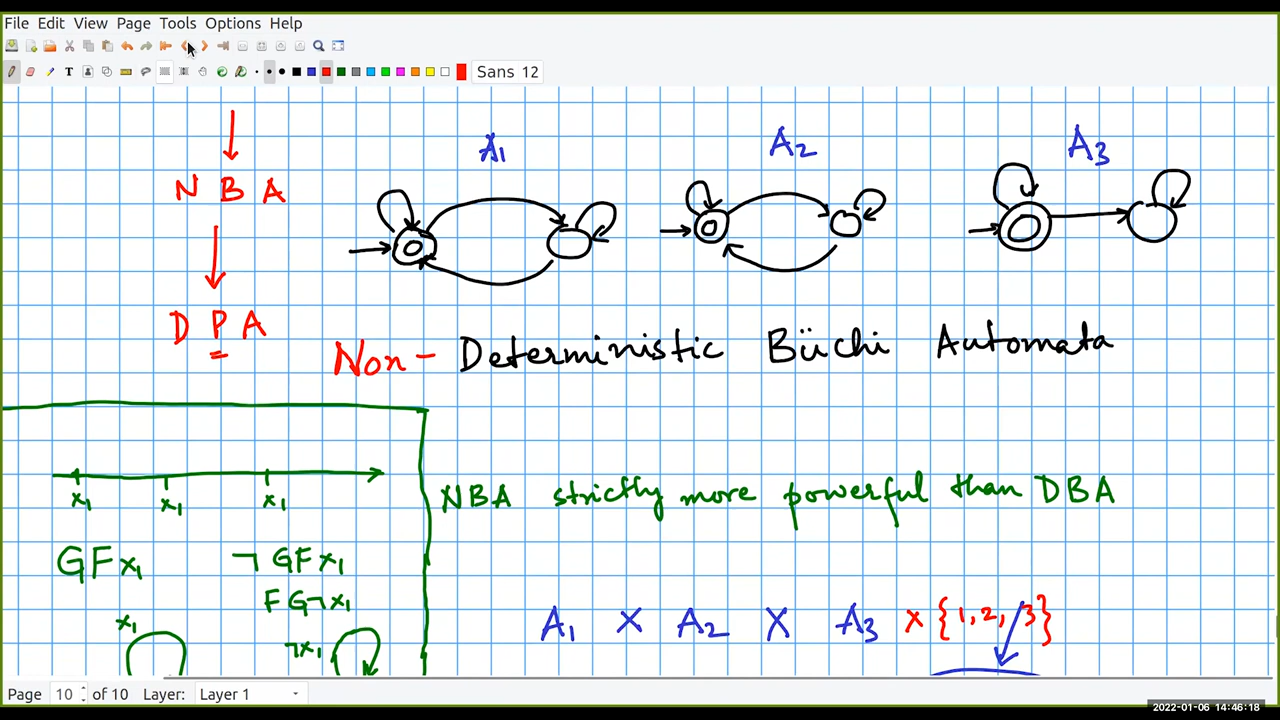 File Edit View Page Tools Options Help
Sans 12
A1 A2 A3
NBA
DPA
Non-Deterministic Büchi Automata
x1 x1 x1
NBA strictly more powerful than DBA
GFx1 ¬GFx1
FG¬x1
A1 X A2 X A3 x {1,2,3}
x1 ¬x1
Page 10 of 10 Layer: Layer 1
2022-01-06 14:46:18